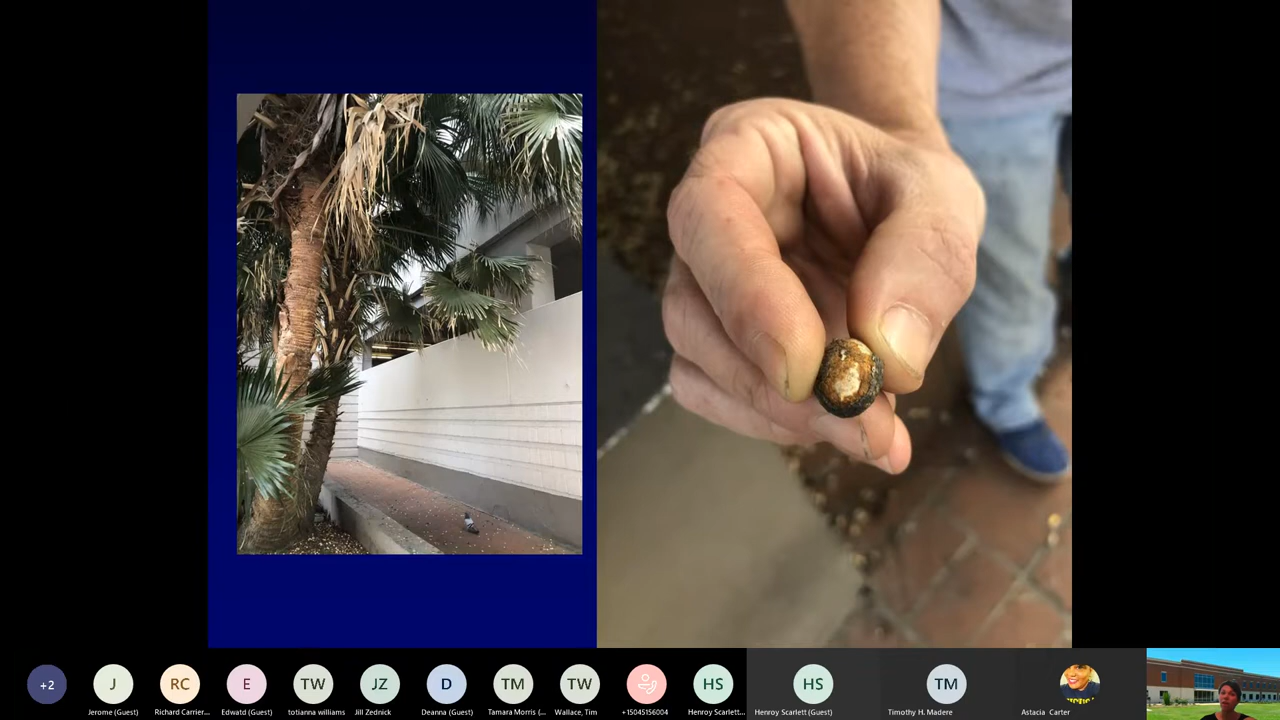 +2
J
RC
E
TW
JZ
D
TM
TW
HS
HS
TM
Jerome (Guest)
Richard Carrier...
Edwatd (Guest)
totianna williams
Jill Zednick
Deanna (Guest)
Tamara Morris (...
Wallace, Tim
+15045156004
Henroy Scarlett...
Henroy Scarlett (Guest)
Timothy H. Madere
Astacia Carter